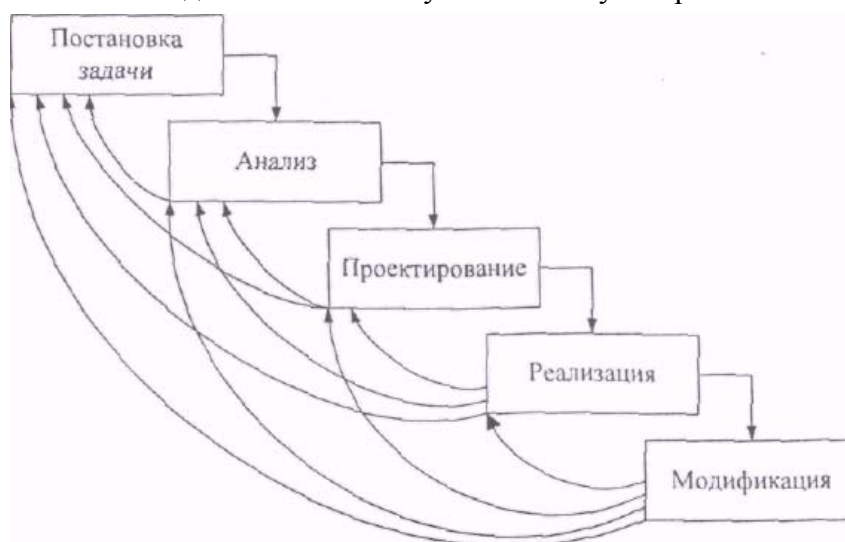 Постановка
задачи
Анализ
Проектирование
Реализация
Модификация